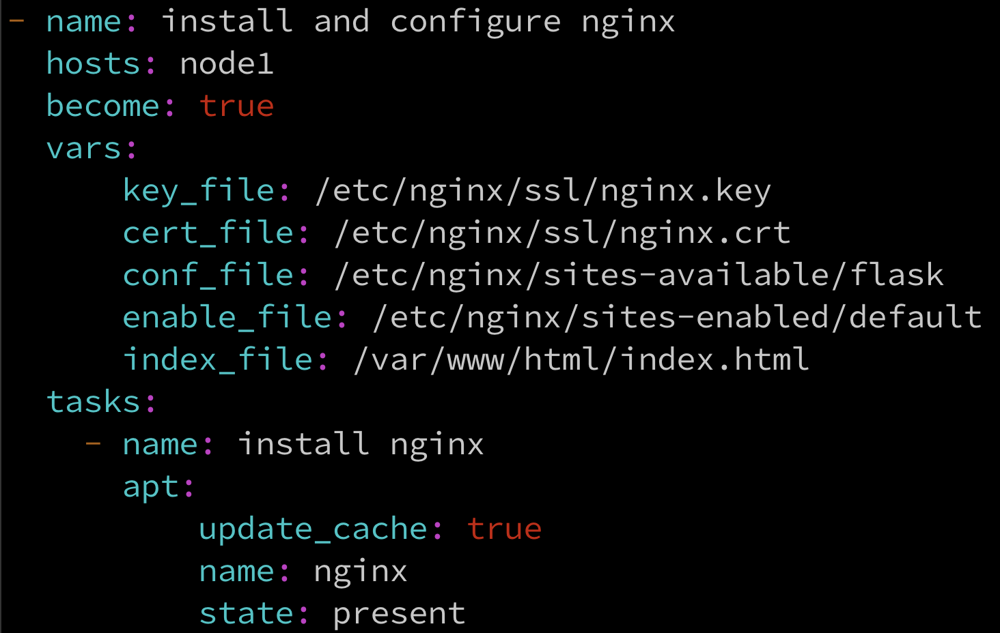 - name: install and configure nginx
  hosts: node1
  become: true
  vars:
      key_file: /etc/nginx/ssl/nginx.key
      cert_file: /etc/nginx/ssl/nginx.crt
      conf_file: /etc/nginx/sites-available/flask
      enable_file: /etc/nginx/sites-enabled/default
      index_file: /var/www/html/index.html
  tasks:
    - name: install nginx
      apt:
          update_cache: true
          name: nginx
          state: present